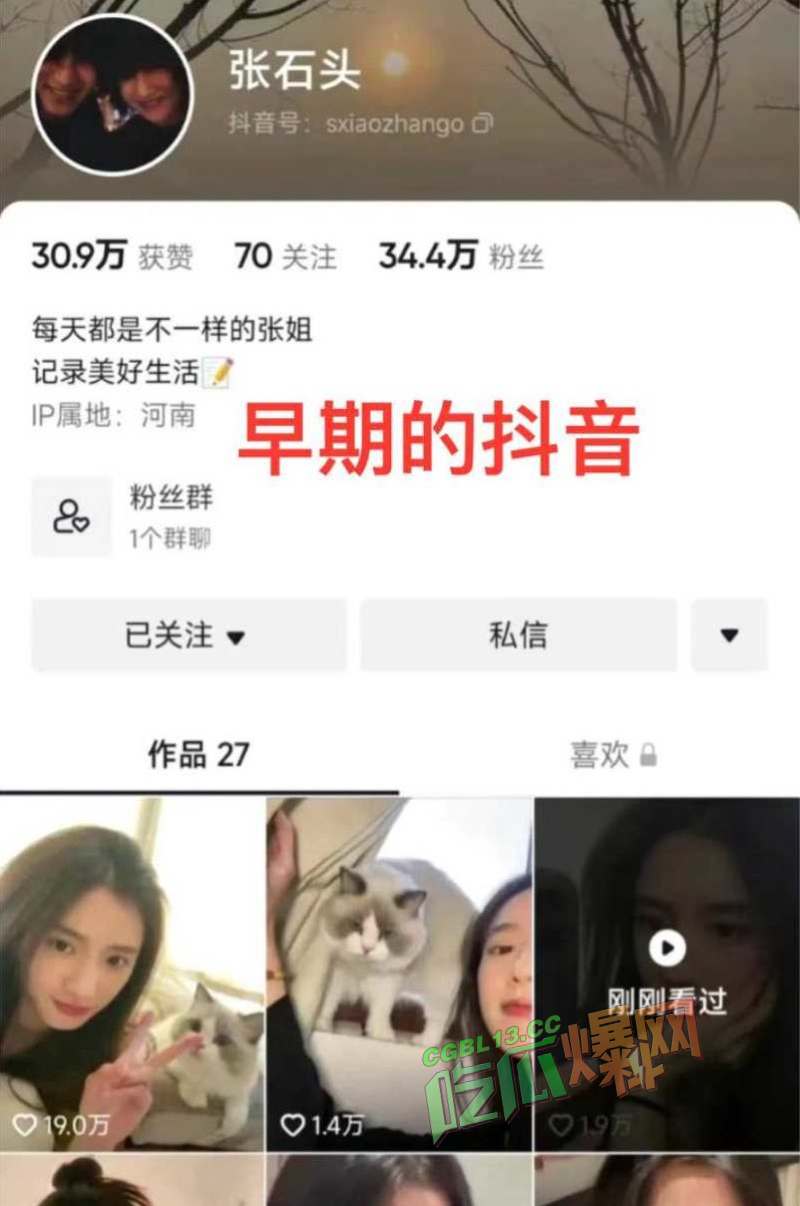 张石头
抖音号：sxiaozhango
30.9万 获赞 70 关注 34.4万 粉丝
每天都是不一样的张姐
记录美好生活📝
IP属地：河南
早期的抖音
粉丝群
1个群聊
已关注 私信
作品 27 喜欢
刚刚看过
CGBL13.CC
吃瓜爆料网
19.0万 1.4万 1.9万